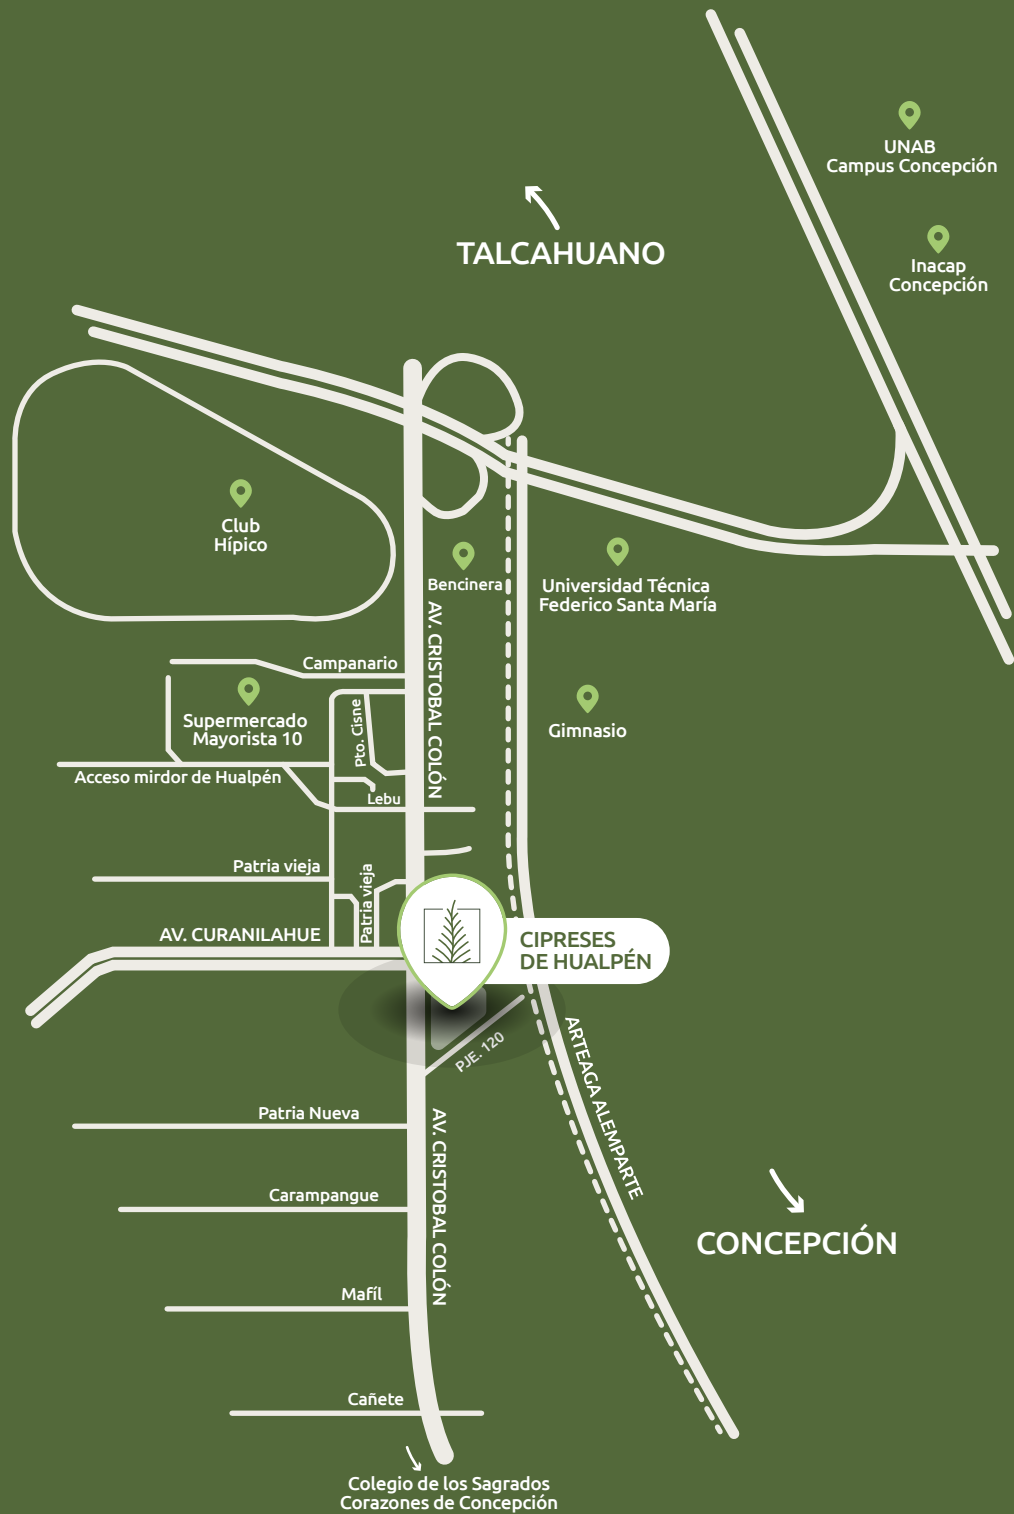 UNAB
Campus Concepción
TALCAHUANO
Inacap
Concepción
Club
Hípico
Bencinera
Universidad Técnica
Federico Santa María
AV. CRISTOBAL COLÓN
Campanario
Supermercado
Mayorista 10
Pto. Cisne
Gimnasio
Acceso mirdor de Hualpén
Lebu
Patria vieja
Patria vieja
AV. CURANILAHUE
CIPRESES
DE HUALPÉN
PJE. 120
ARTEAGA ALEMPARTE
Patria Nueva
AV. CRISTOBAL COLÓN
Carampangue
CONCEPCIÓN
Mafíl
Cañete
Colegio de los Sagrados
Corazones de Concepción